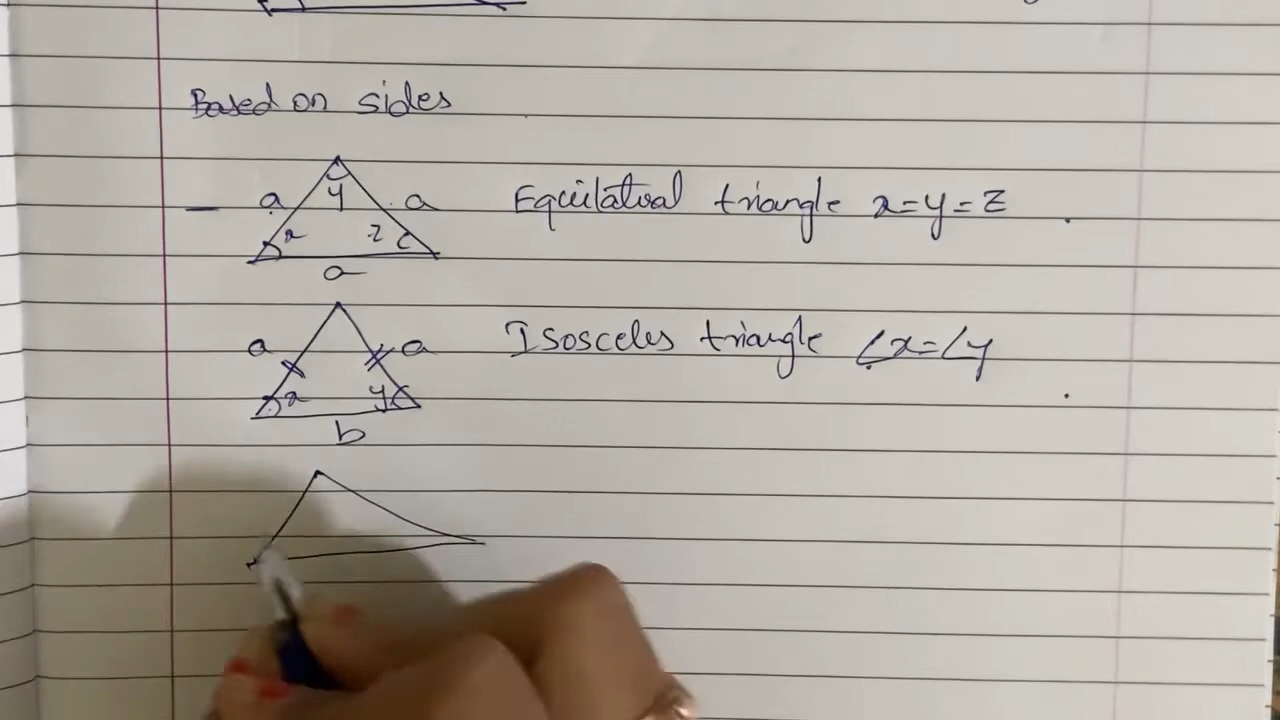 Based on sides
a y a Equilateral triangle x=y=z
x z
a
a a Isosceles triangle ∠x=∠y
x y
b